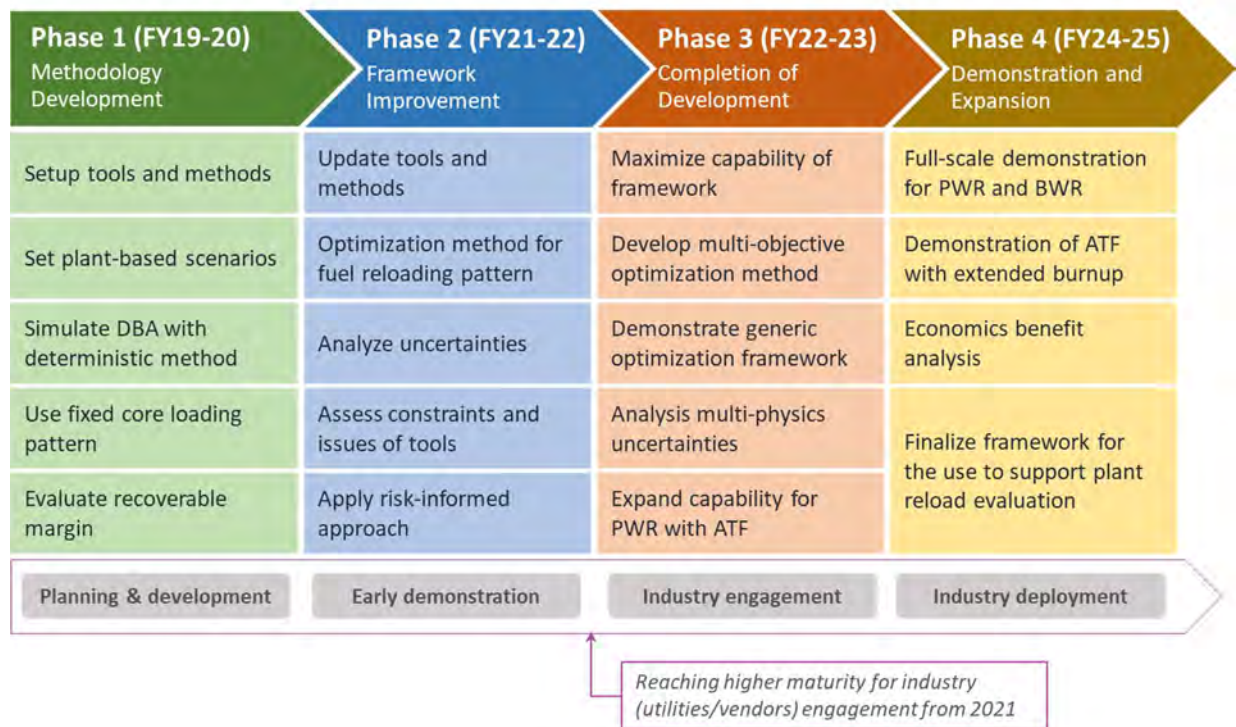 Phase 1 (FY19-20)
Methodology
Development
Phase 2 (FY21-22)
Framework
Improvement
Phase 3 (FY22-23)
Completion of
Development
Phase 4 (FY24-25)
Demonstration and
Expansion
Setup tools and methods
Update tools and
methods
Maximize capability of
framework
Full-scale demonstration
for PWR and BWR
Set plant-based scenarios
Optimization method for
fuel reloading pattern
Develop multi-objective
optimization method
Demonstration of ATF
with extended burnup
Simulate DBA with
deterministic method
Analyze uncertainties
Demonstrate generic
optimization framework
Economics benefit
analysis
Use fixed core loading
pattern
Assess constraints and
issues of tools
Analysis multi-physics
uncertainties
Finalize framework for
the use to support plant
reload evaluation
Evaluate recoverable
margin
Apply risk-informed
approach
Expand capability for
PWR with ATF
Planning & development
Early demonstration
Industry engagement
Industry deployment
Reaching higher maturity for industry
(utilities/vendors) engagement from 2021